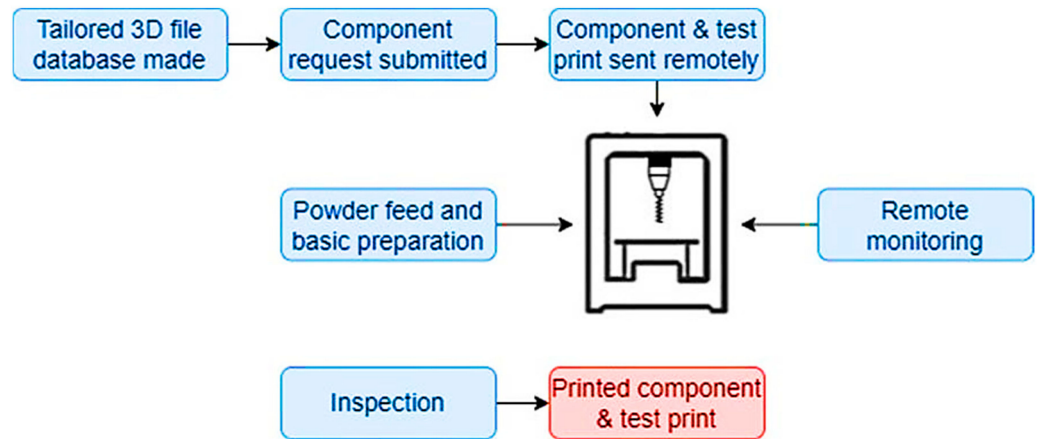 Tailored 3D file
database made
Component
request submitted
Component & test
print sent remotely
Powder feed and
basic preparation
Remote
monitoring
Inspection
Printed component
& test print